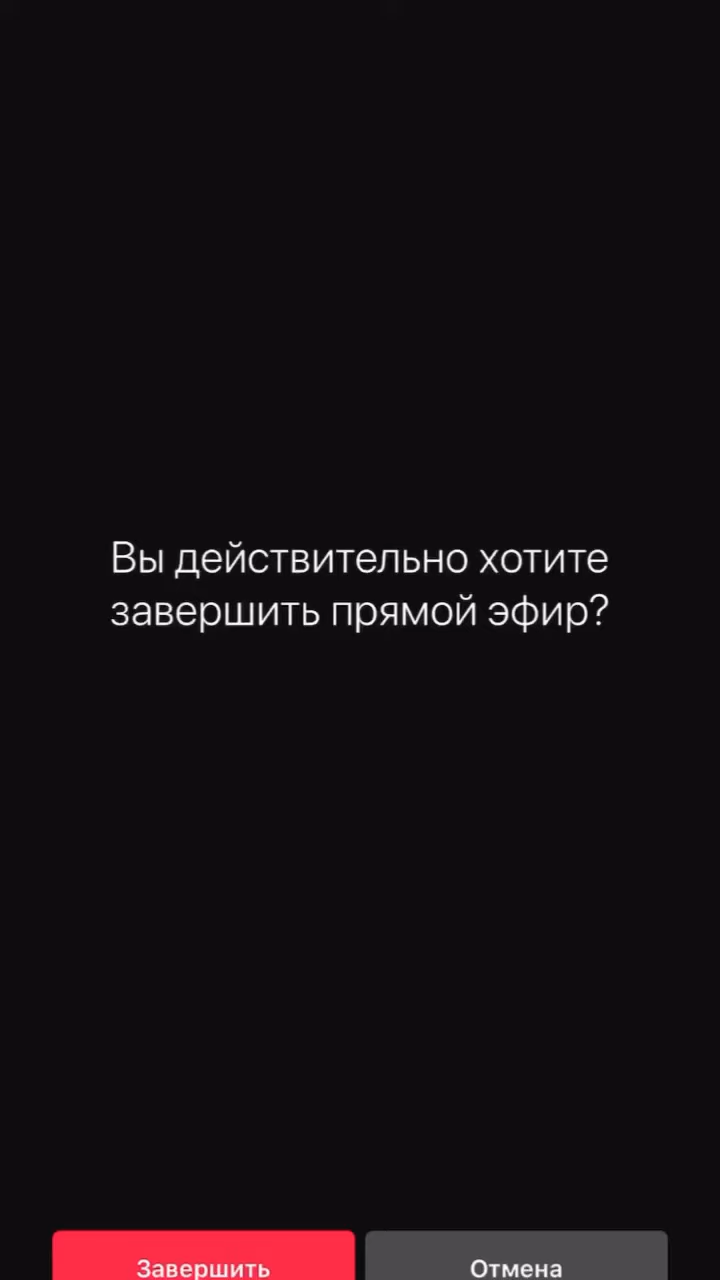 Вы действительно хотите
завершить прямой эфир?
Завершить
Отмена